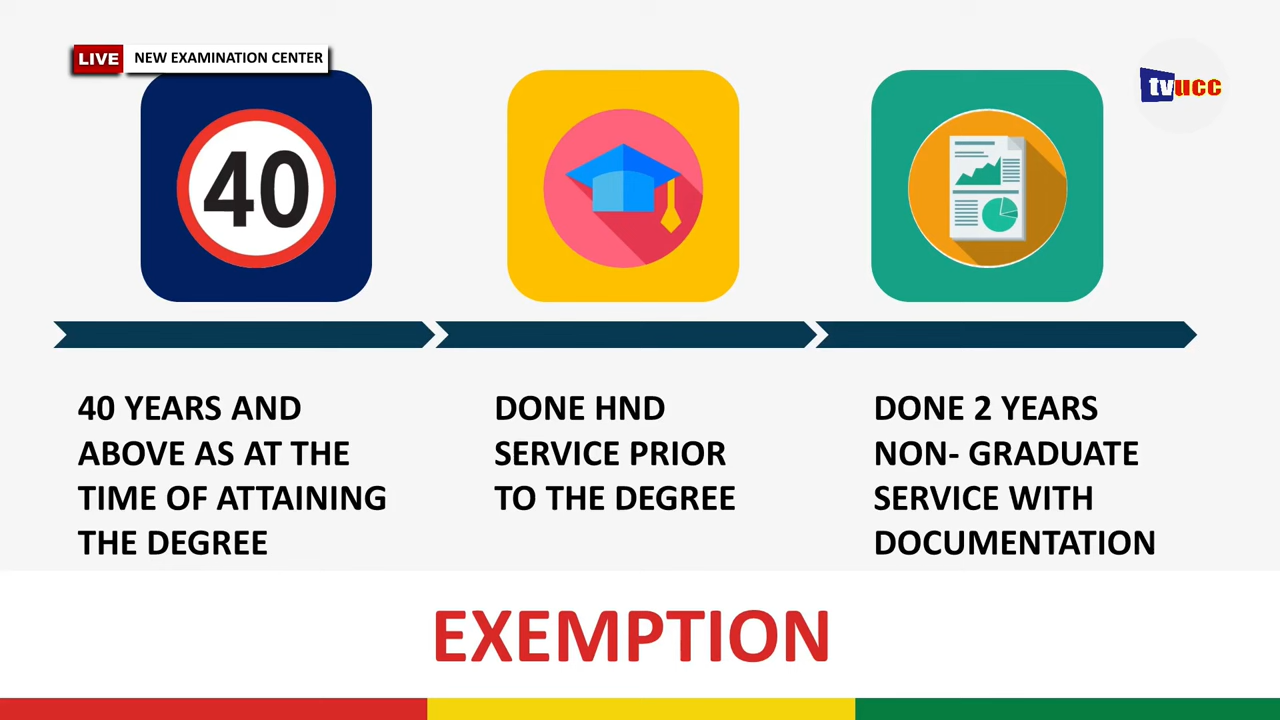 LIVE NEW EXAMINATION CENTER
tvucc
40
40 YEARS AND
ABOVE AS AT THE
TIME OF ATTAINING
THE DEGREE
DONE HND
SERVICE PRIOR
TO THE DEGREE
DONE 2 YEARS
NON- GRADUATE
SERVICE WITH
DOCUMENTATION
EXEMPTION